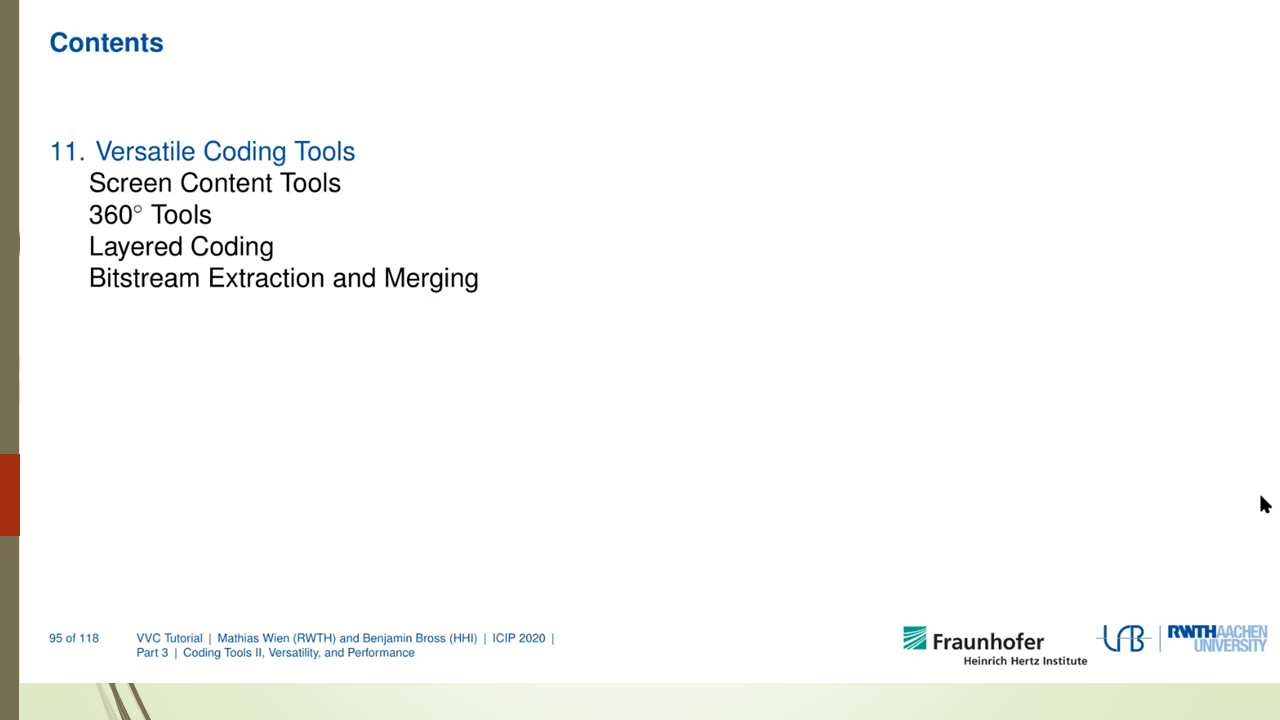 Contents
11. Versatile Coding Tools
Screen Content Tools
360° Tools
Layered Coding
Bitstream Extraction and Merging
95 of 118
VVC Tutorial | Mathias Wien (RWTH) and Benjamin Bross (HHI) | ICIP 2020 |
Part 3 | Coding Tools II, Versatility, and Performance
Fraunhofer
Heinrich Hertz Institute
RWTHAACHEN
UNIVERSITY